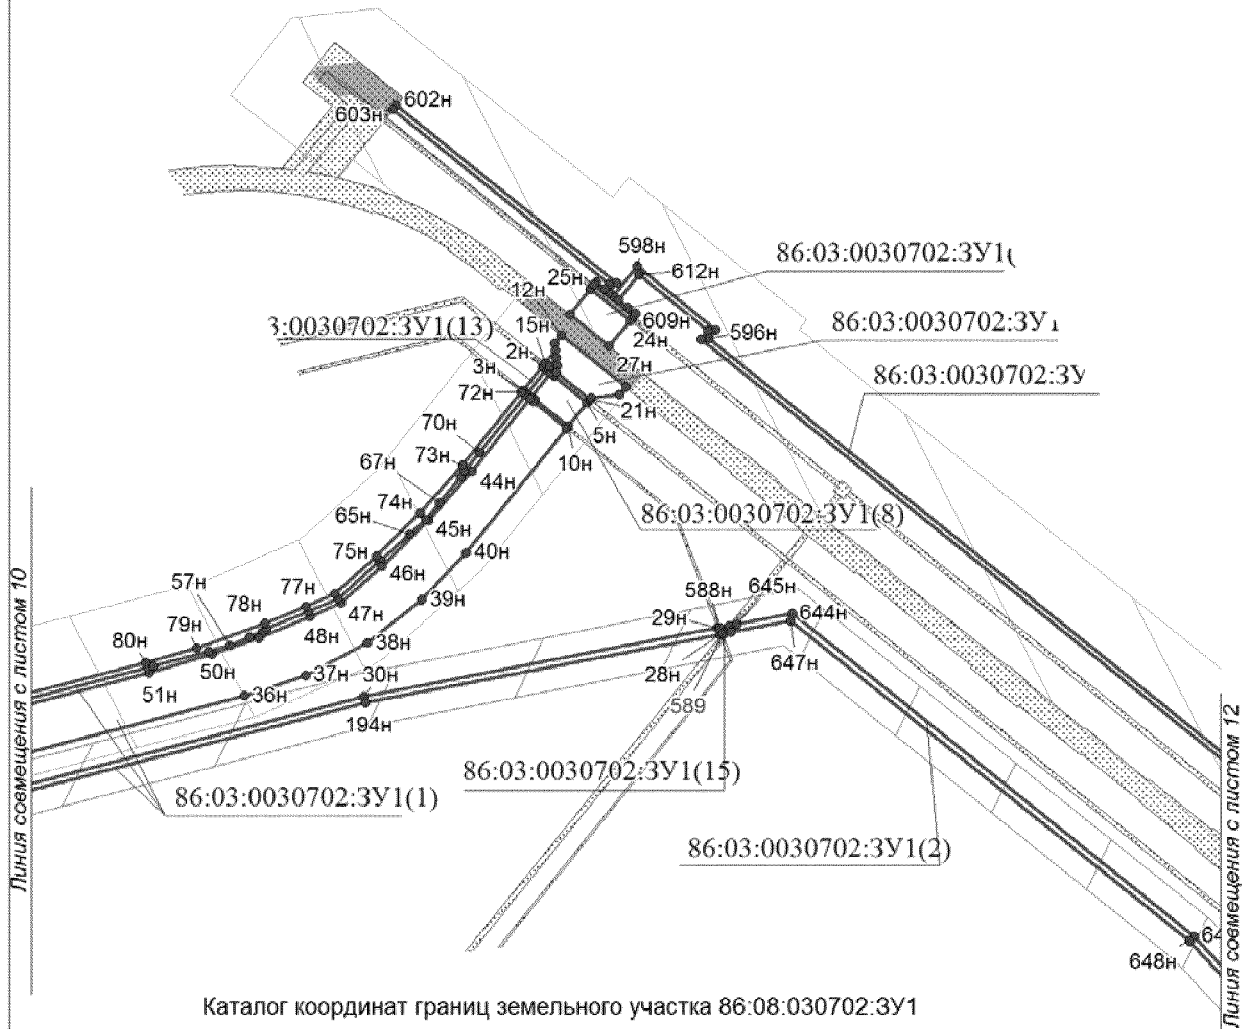 602н
603н
598н
86:03:0030702:ЗУ1(
612н
25н
12н
609н
86:03:0030702:ЗУ1
З:0030702:ЗУ1(13)
15н
596н
24н
2н
27н
3н
86:03:0030702:ЗУ
72н
21н
5н
70н
10н
73н
67н
44н
74н
86:03:0030702:ЗУ1(8)
65н
45н
75н
40н
46н
57н
77н
588н
645н
39н
78н
47н
29н
644н
79н
48н
38н
80н
50н
37н
30н
28н
647н
51н
36н
589
194н
86:03:0030702:ЗУ1(15)
86:03:0030702:ЗУ1(1)
86:03:0030702:ЗУ1(2)
64
648н
Линия совмещения с листом 10
Линия совмещения с листом 12
Каталог координат границ земельного участка 86:08:030702:ЗУ1